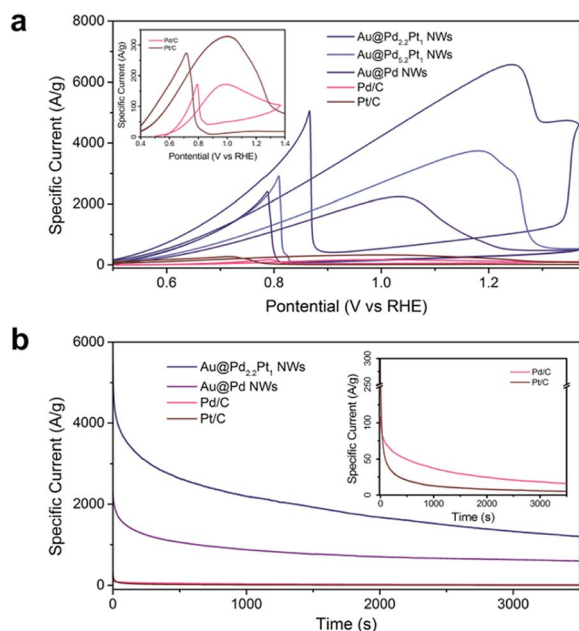 a
Specific Current (A/g)
8000
6000
4000
2000
0
0.6
0.8
1.0
1.2
Pontential (V vs RHE)
Au@Pd2.2Pt1 NWs
Au@Pd5.2Pt1 NWs
Au@Pd NWs
Pd/C
Pt/C
Specific Current (A/g)
300
200
100
0
Pd/C
Pt/C
0.4
0.6
0.8
1.0
1.2
1.4
Potential (V vs RHE)
b
Specific Current (A/g)
6000
4000
2000
0
0
1000
2000
3000
Time (s)
Au@Pd2.2Pt1 NWs
Au@Pd NWs
Pd/C
Pt/C
Specific Current (A/g)
300
250
100
50
0
Pd/C
Pt/C
0
1000
2000
3000
Time (s)